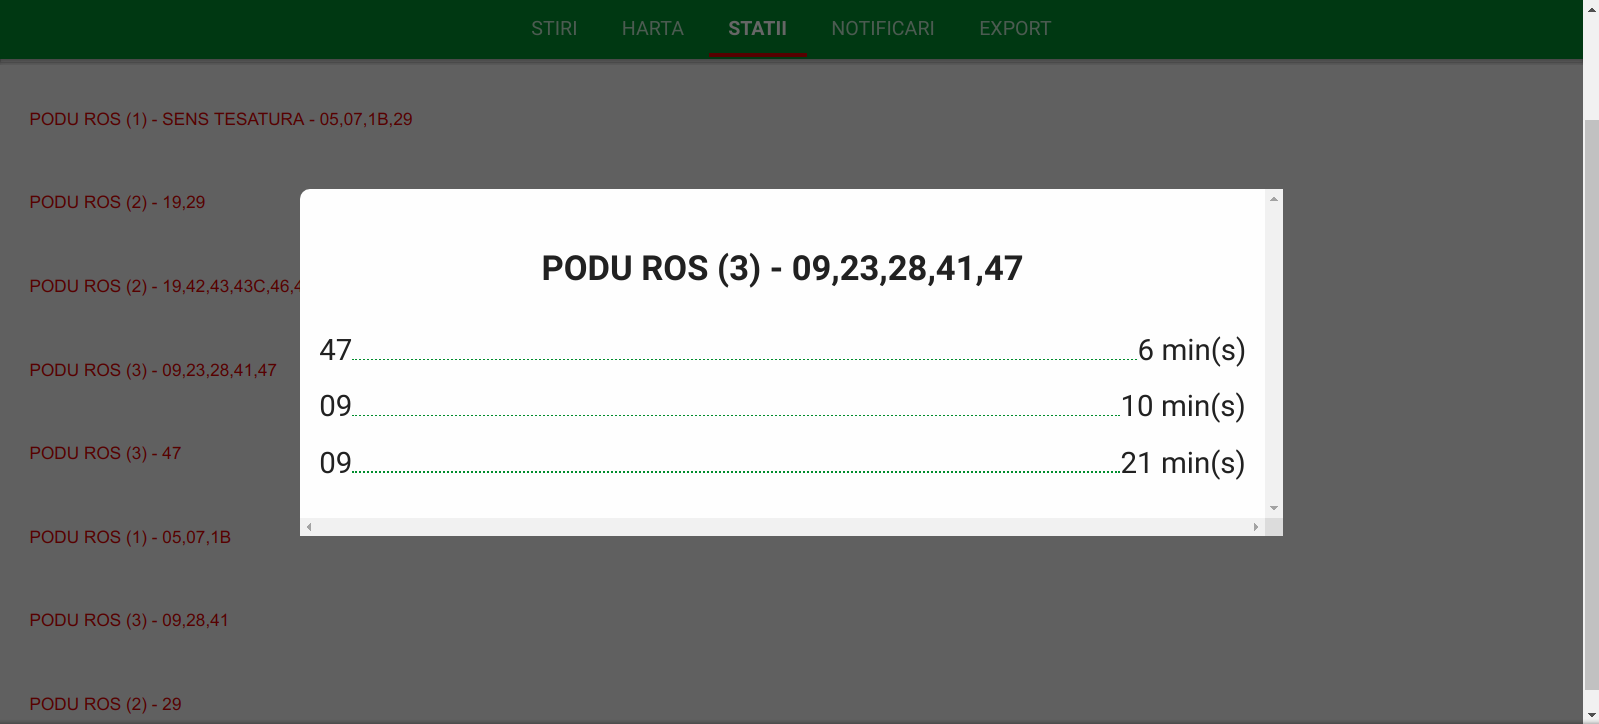 STIRI HARTA STATII NOTIFICARI EXPORT
PODU ROS (1) - SENS TESATURA - 05,07,1B,29
PODU ROS (2) - 19,29
PODU ROS (2) - 19,42,43,43C,46,4
PODU ROS (3) - 09,23,28,41,47
PODU ROS (3) - 47
PODU ROS (1) - 05,07,1B
PODU ROS (3) - 09,28,41
PODU ROS (2) - 29
PODU ROS (3) - 09,23,28,41,47
47 6 min(s)
09 10 min(s)
09 21 min(s)